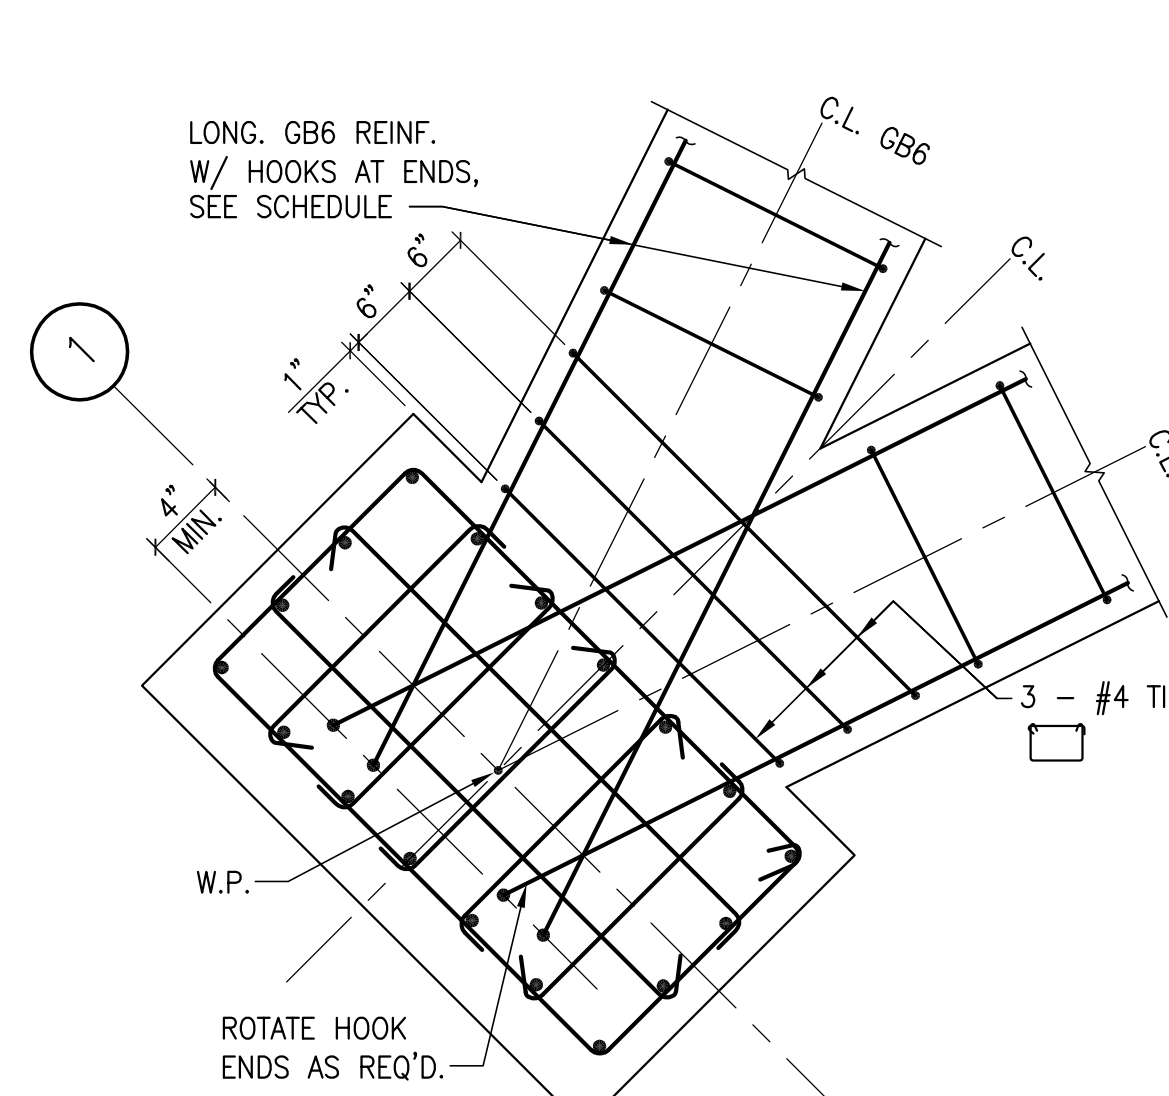 LONG. GB6 REINF.
W/ HOOKS AT ENDS,
SEE SCHEDULE
C.L. GB6
C.L.
C.L.
6"
6"
1"
TYP.
1
4"
MIN.
3 - #4 TI
W.P.
ROTATE HOOK
ENDS AS REQ'D.